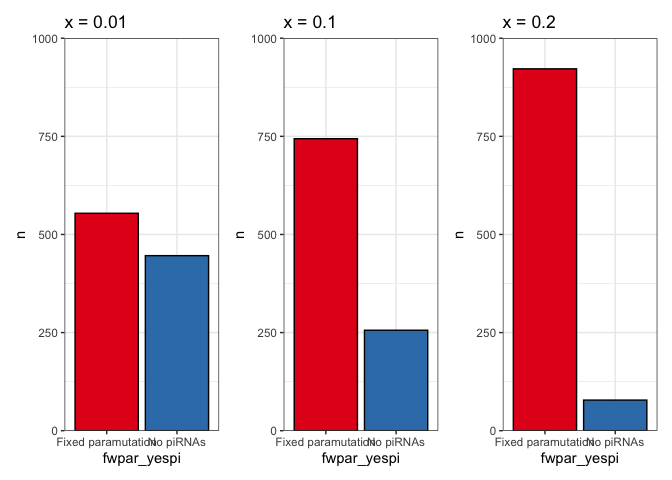 x = 0.01
x = 0.1
x = 0.2
1000
750
500
250
0
n
Fixed paramutation No piRNAs
fwpar_yespi
1000
750
500
250
0
n
Fixed paramutation No piRNAs
fwpar_yespi
1000
750
500
250
0
n
Fixed paramutation No piRNAs
fwpar_yespi